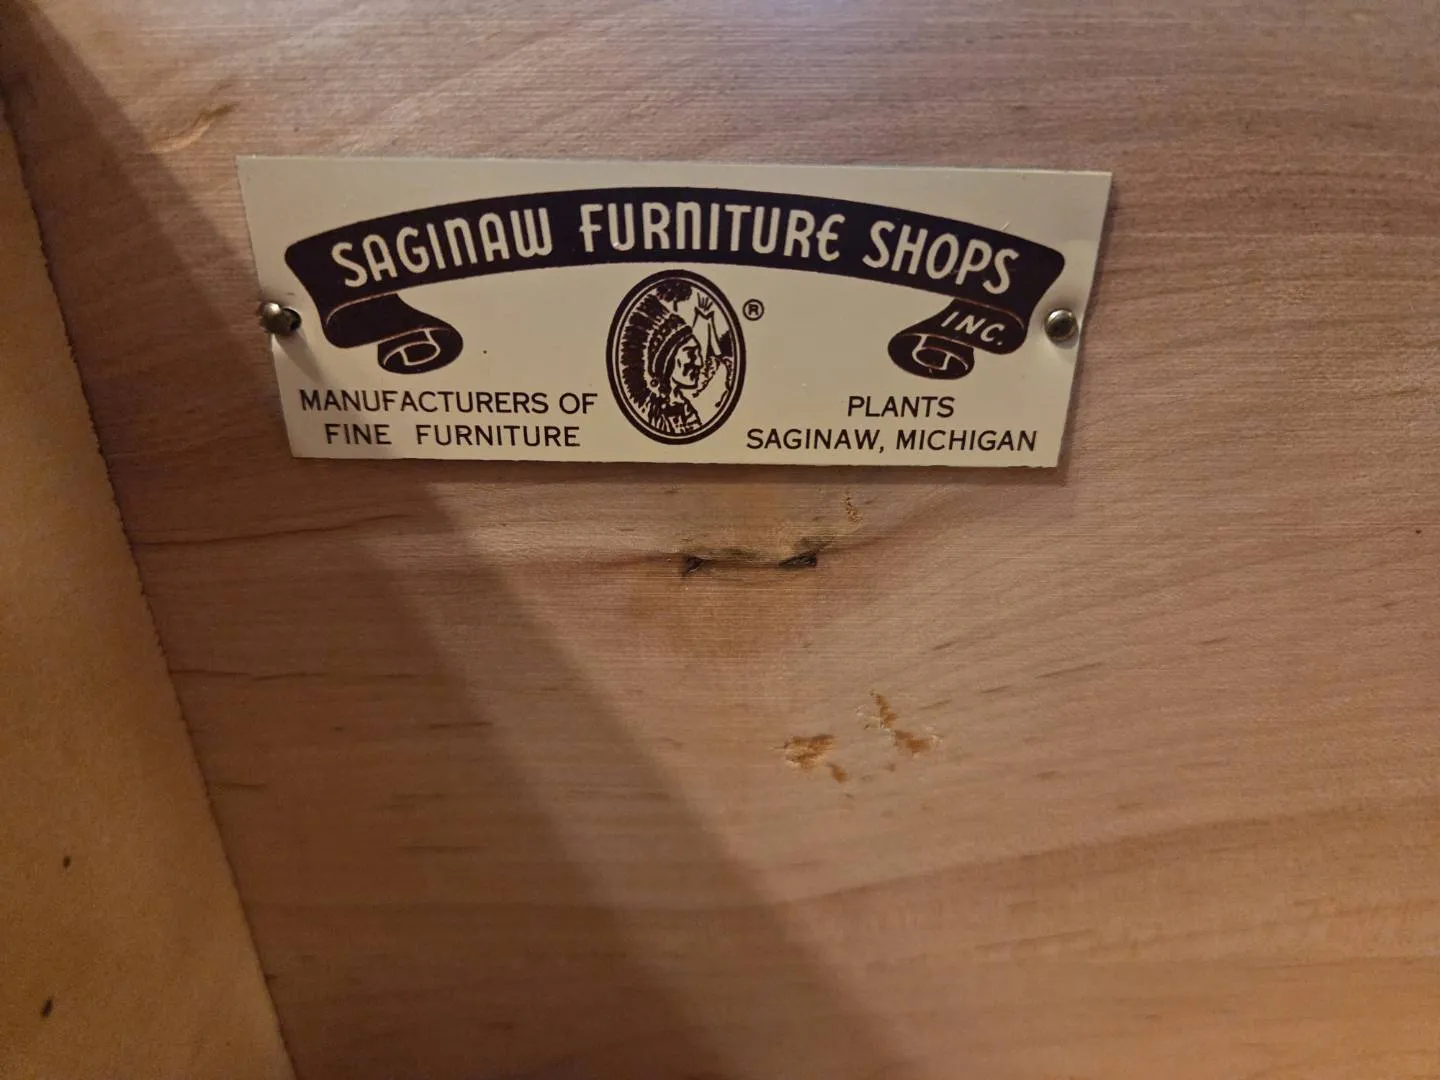 SAGINAW FURNITURE SHOPS
INC.
®
MANUFACTURERS OF
FINE FURNITURE
PLANTS
SAGINAW, MICHIGAN